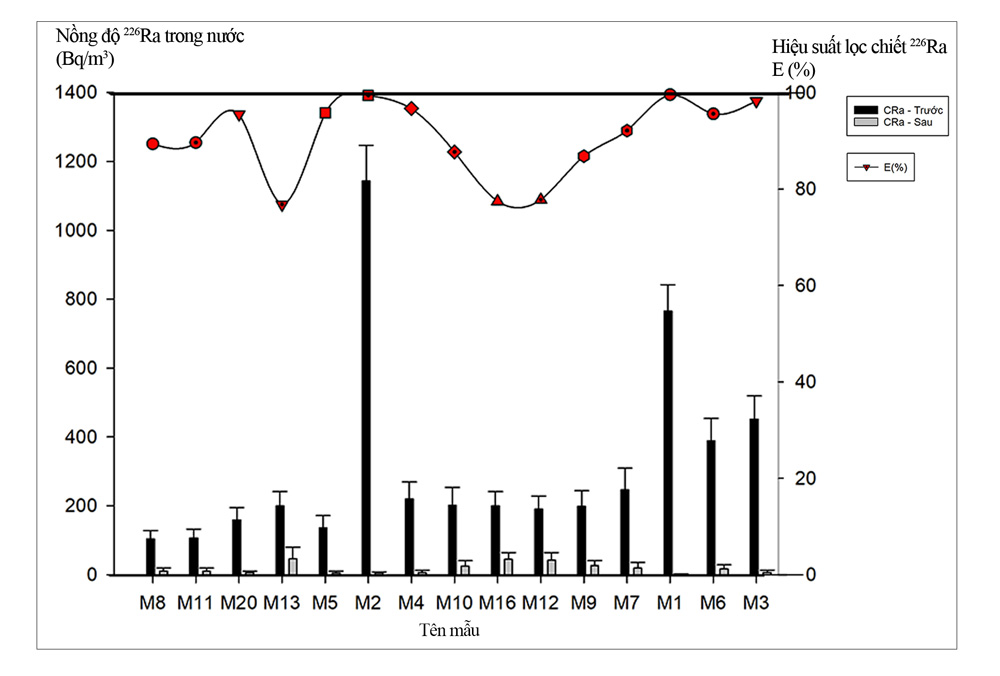 Nồng độ ²²⁶Ra trong nước
(Bq/m³)
Hiệu suất lọc chiết ²²⁶Ra
E (%)
1400
1200
1000
800
600
400
200
0
100
80
60
40
20
0
CRa - Trước
CRa - Sau
E(%)
M8 M11 M20 M13 M5 M2 M4 M10 M16 M12 M9 M7 M1 M6 M3
Tên mẫu